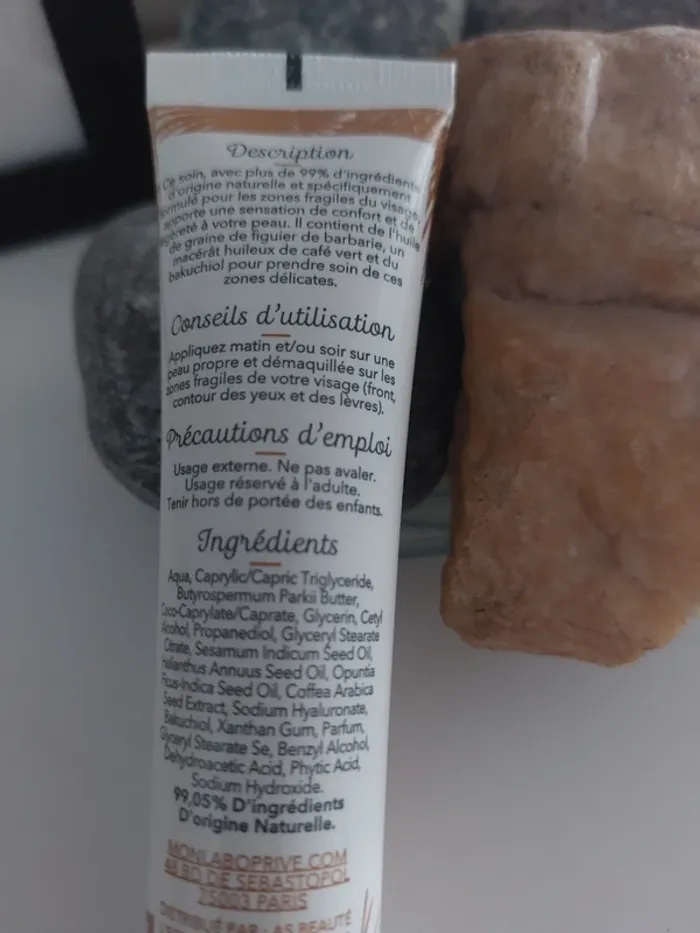 Description
Ce soin, avec plus de 99% d'ingrédients
d'origine naturelle et spécifiquement
formulé pour les zones fragiles du visage,
apporte une sensation de confort et de
légèreté à votre peau. Il contient de l'huile
de graine de figuier de barbarie, un
macérât huileux de café vert et du
bakuchiol pour prendre soin de ces
zones délicates.
Conseils d'utilisation
Appliquez matin et/ou soir sur une
peau propre et démaquillée sur les
zones fragiles de votre visage (front,
contour des yeux et des lèvres).
Précautions d'emploi
Usage externe. Ne pas avaler.
Usage réservé à l'adulte.
Tenir hors de portée des enfants.
Ingrédients
Aqua, Caprylic/Capric Triglyceride,
Butyrospermum Parkii Butter,
Coco-Caprylate/Caprate, Glycerin, Cetyl
Alcohol, Propanediol, Glyceryl Stearate
Citrate, Sesamum Indicum Seed Oil,
Helianthus Annuus Seed Oil, Opuntia
Ficus-Indica Seed Oil, Coffea Arabica
Seed Extract, Sodium Hyaluronate,
Bakuchiol, Xanthan Gum, Parfum,
Glyceryl Stearate Se, Benzyl Alcohol,
Dehydroacetic Acid, Phytic Acid,
Sodium Hydroxide.
99,05% D'ingrédients
D'origine Naturelle.
MONLABOPRIVE.COM
48 BD DE SEBASTOPOL
75003 PARIS
DISTRIBUÉ PAR : AS BEAUTÉ